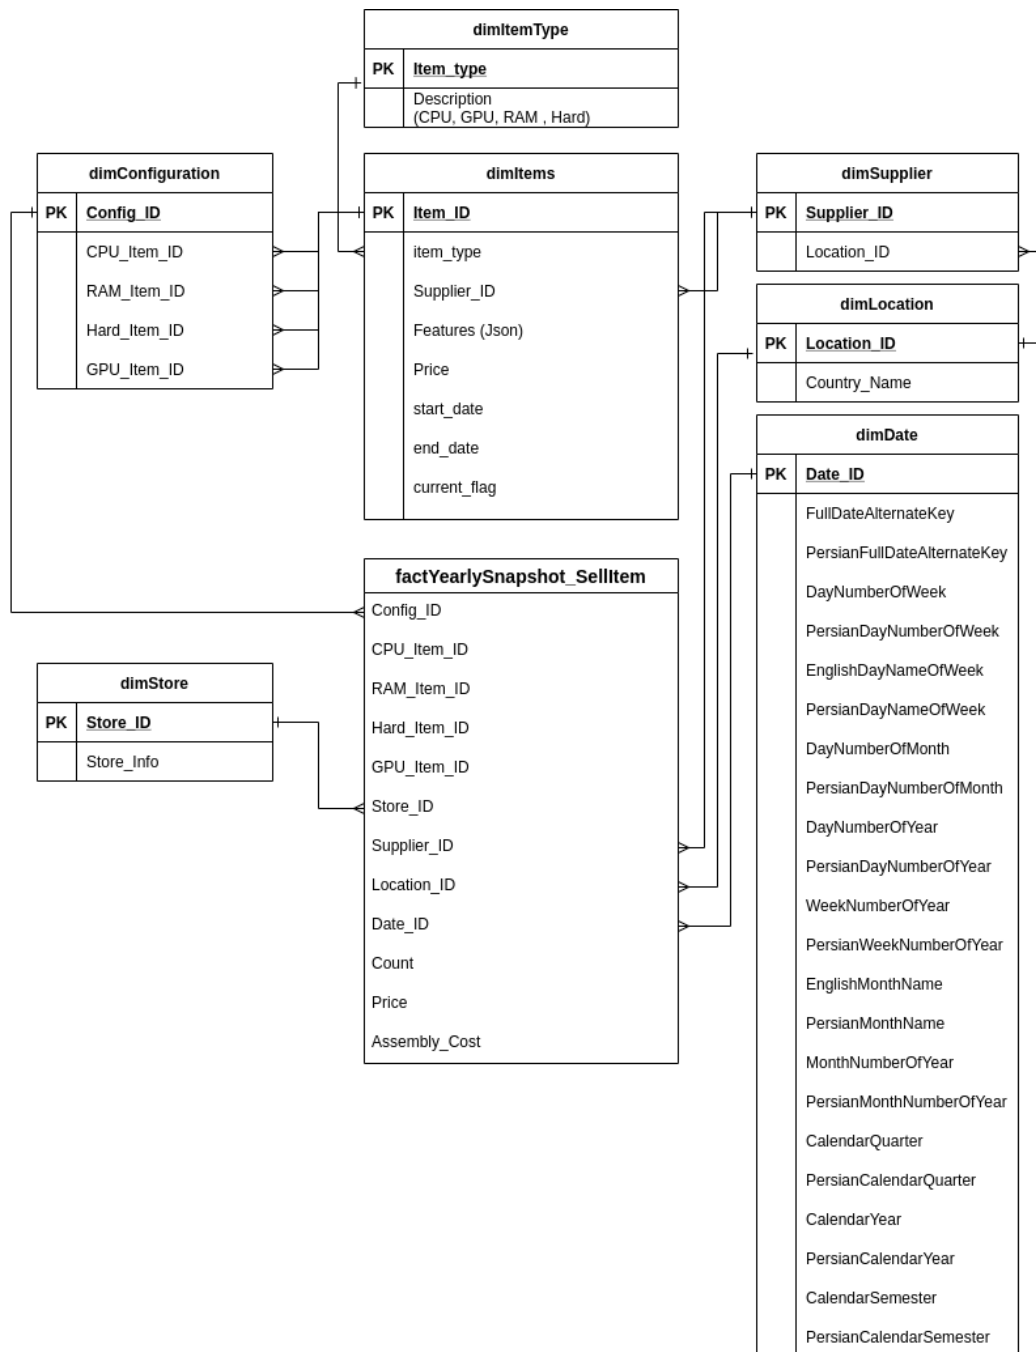 dimItemType
PK Item_type
Description
(CPU, GPU, RAM , Hard)
dimConfiguration
PK Config_ID
CPU_Item_ID
RAM_Item_ID
Hard_Item_ID
GPU_Item_ID
dimItems
PK Item_ID
item_type
Supplier_ID
Features (Json)
Price
start_date
end_date
current_flag
dimSupplier
PK Supplier_ID
Location_ID
dimLocation
PK Location_ID
Country_Name
dimDate
PK Date_ID
FullDateAlternateKey
PersianFullDateAlternateKey
DayNumberOfWeek
PersianDayNumberOfWeek
EnglishDayNameOfWeek
PersianDayNameOfWeek
DayNumberOfMonth
PersianDayNumberOfMonth
DayNumberOfYear
PersianDayNumberOfYear
WeekNumberOfYear
PersianWeekNumberOfYear
EnglishMonthName
PersianMonthName
MonthNumberOfYear
PersianMonthNumberOfYear
CalendarQuarter
PersianCalendarQuarter
CalendarYear
PersianCalendarYear
CalendarSemester
PersianCalendarSemester
factYearlySnapshot_SellItem
Config_ID
CPU_Item_ID
RAM_Item_ID
Hard_Item_ID
GPU_Item_ID
Store_ID
Supplier_ID
Location_ID
Date_ID
Count
Price
Assembly_Cost
dimStore
PK Store_ID
Store_Info